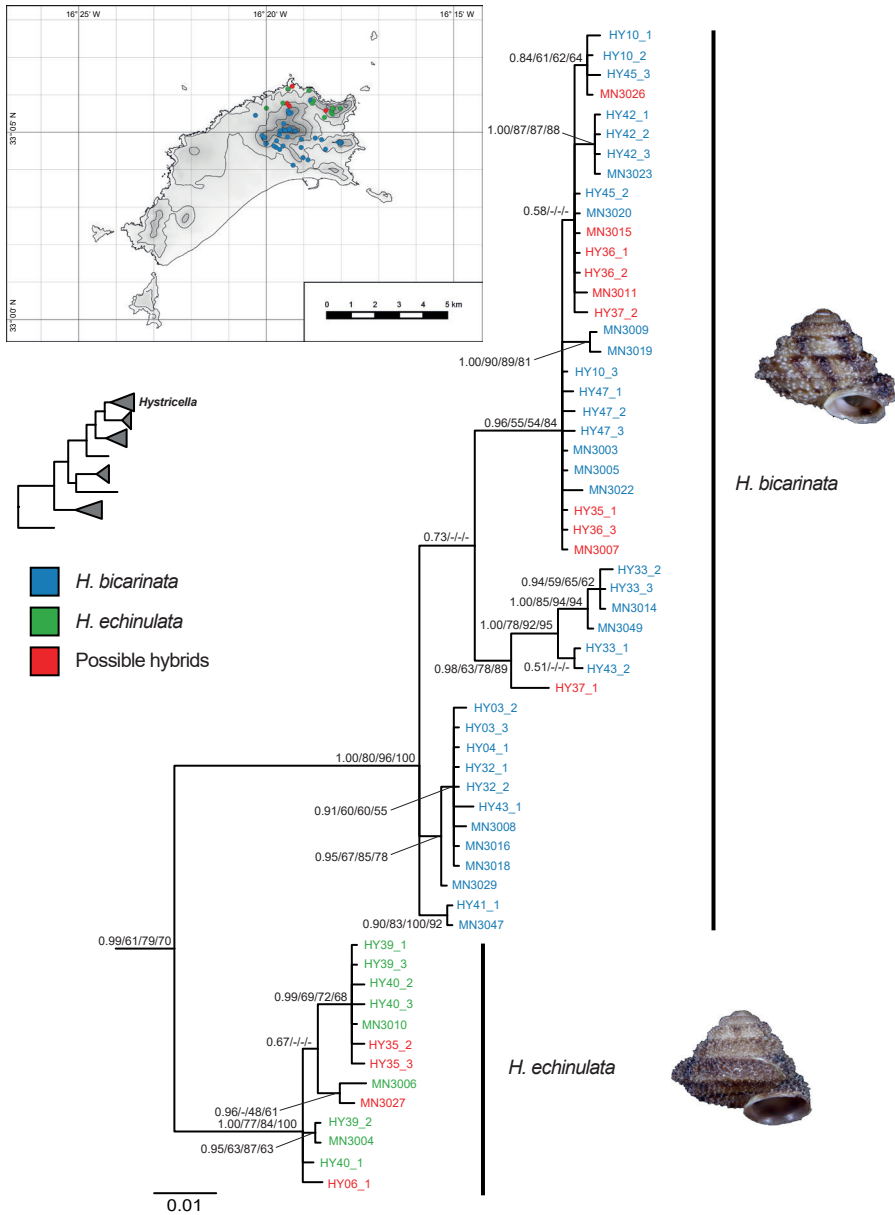 16° 25' W
16° 20' W
16° 15' W
33° 05' N
33° 00' N
0 1 2 3 4 5 km
Hystricella
H. bicarinata
H. echinulata
Possible hybrids
HY10_1
HY10_2
HY45_3
MN3026
0.84/61/62/64
HY42_1
HY42_2
HY42_3
MN3023
1.00/87/87/88
HY45_2
MN3020
MN3015
HY36_1
HY36_2
MN3011
HY37_2
0.58/-/-/-
MN3009
MN3019
1.00/90/89/81
HY10_3
HY47_1
HY47_2
HY47_3
MN3003
MN3005
MN3022
HY35_1
HY36_3
MN3007
0.96/55/54/84
H. bicarinata
0.73/-/-/-
HY33_2
HY33_3
MN3014
MN3049
0.94/59/65/62
1.00/85/94/94
HY33_1
HY43_2
1.00/78/92/95
0.51/-/-/-
HY37_1
0.98/63/78/89
HY03_2
HY03_3
HY04_1
HY32_1
HY32_2
HY43_1
MN3008
MN3016
MN3018
MN3029
1.00/80/96/100
0.91/60/60/55
0.95/67/85/78
HY41_1
MN3047
0.90/83/100/92
0.99/61/79/70
HY39_1
HY39_3
HY40_2
HY40_3
MN3010
HY35_2
HY35_3
0.99/69/72/68
0.67/-/-/-
MN3006
MN3027
0.96/-/48/61
1.00/77/84/100
HY39_2
MN3004
0.95/63/87/63
HY40_1
HY06_1
H. echinulata
0.01